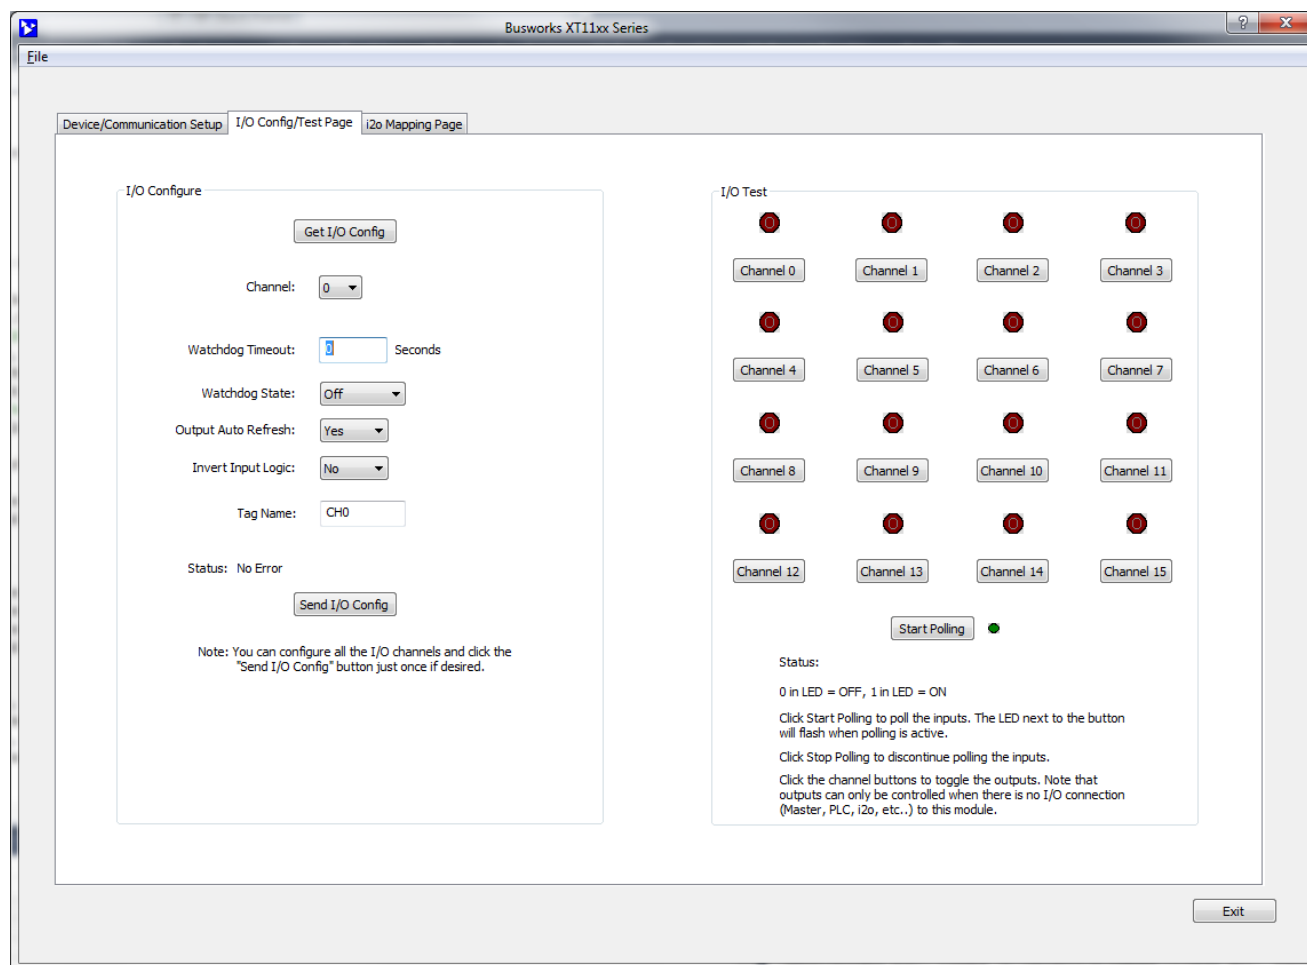 Busworks XT11xx Series
?
File
Device/Communication Setup
I/O Config/Test Page
i2o Mapping Page
I/O Configure
Get I/O Config
Channel: 0
Watchdog Timeout: 0 Seconds
Watchdog State: Off
Output Auto Refresh: Yes
Invert Input Logic: No
Tag Name: CH0
Status: No Error
Send I/O Config
Note: You can configure all the I/O channels and click the
"Send I/O Config" button just once if desired.
I/O Test
0 0 0 0
Channel 0 Channel 1 Channel 2 Channel 3
0 0 0 0
Channel 4 Channel 5 Channel 6 Channel 7
0 0 0 0
Channel 8 Channel 9 Channel 10 Channel 11
0 0 0 0
Channel 12 Channel 13 Channel 14 Channel 15
Start Polling
Status:
0 in LED = OFF, 1 in LED = ON
Click Start Polling to poll the inputs. The LED next to the button
will flash when polling is active.
Click Stop Polling to discontinue polling the inputs.
Click the channel buttons to toggle the outputs. Note that
outputs can only be controlled when there is no I/O connection
(Master, PLC, i2o, etc..) to this module.
Exit